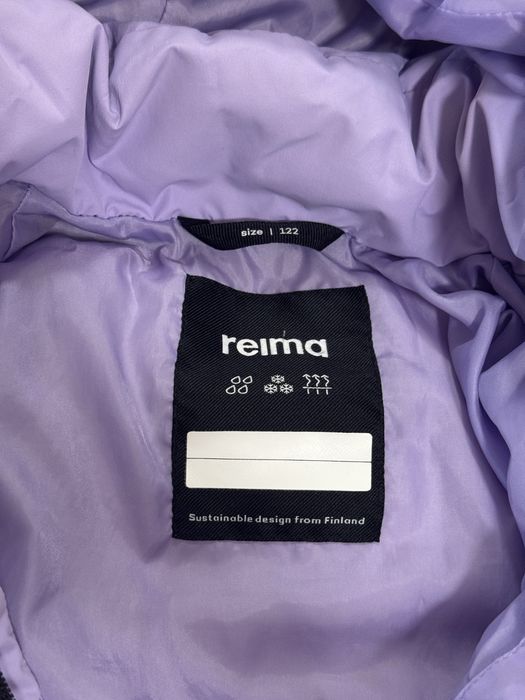 size | 122
reima
Sustainable design from Finland